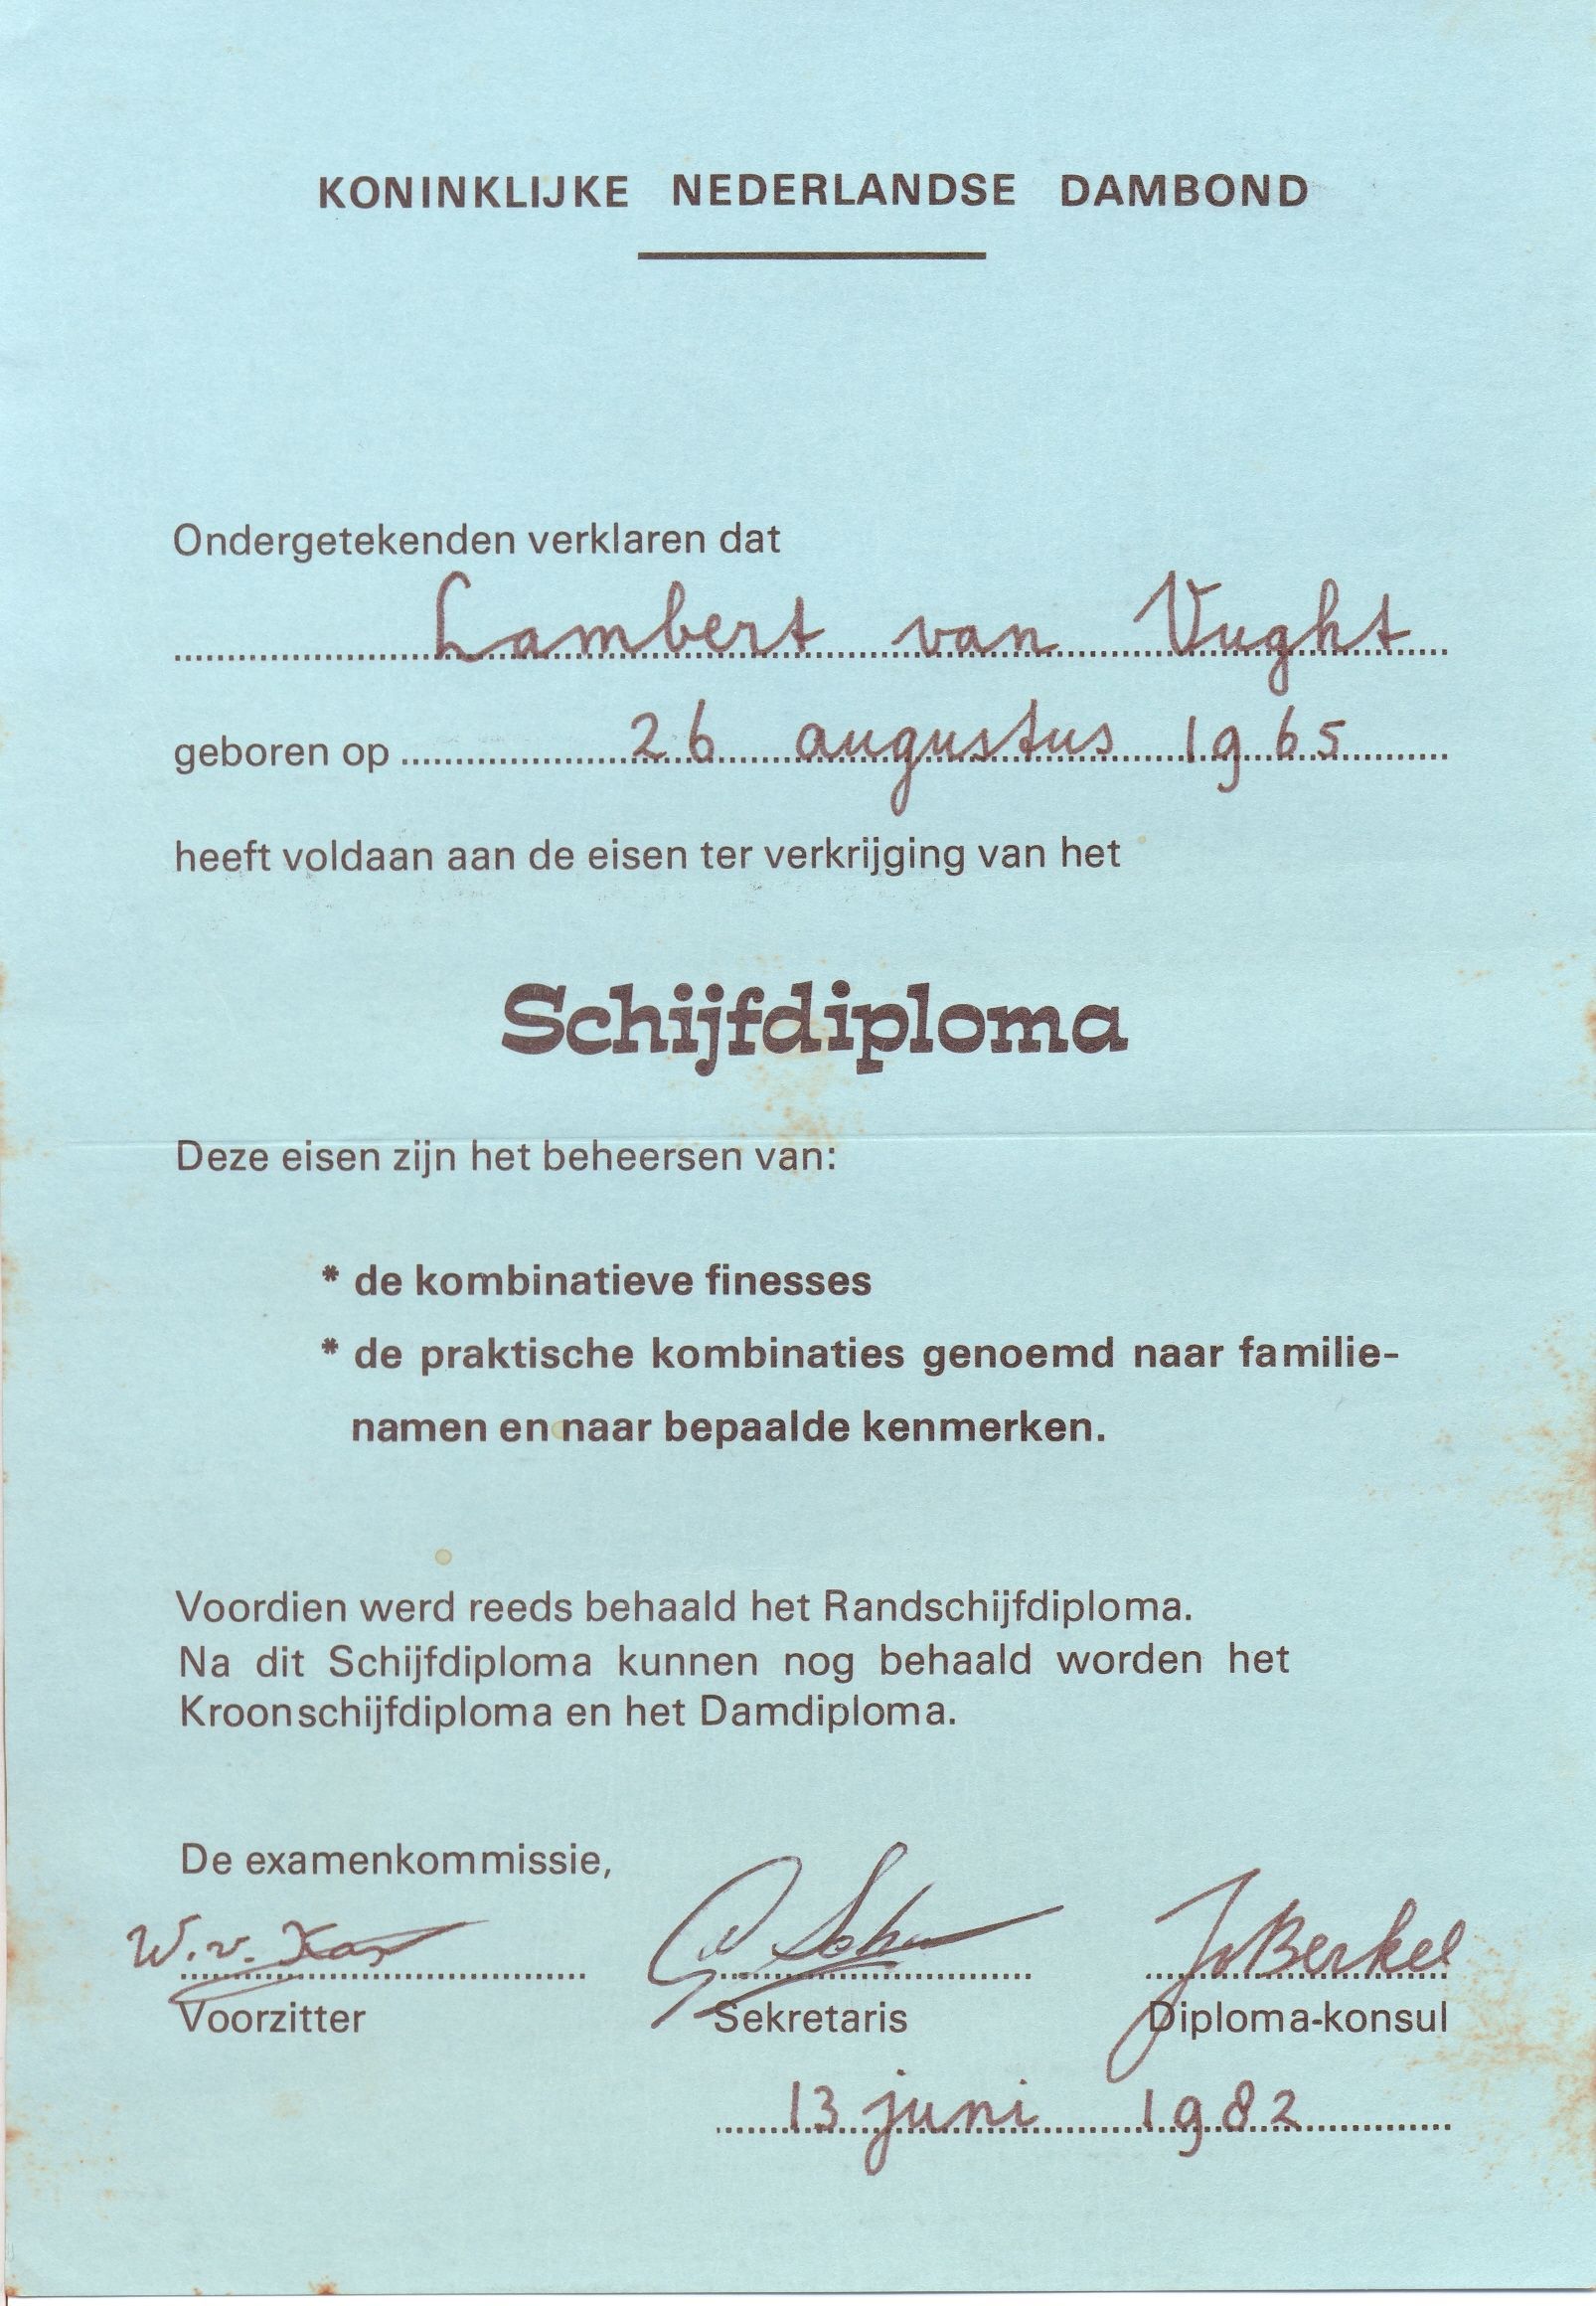 KONINKLIJKE NEDERLANDSE DAMBOND
Ondergetekenden verklaren dat
Lambert van Vught
geboren op 26 augustus 1965
heeft voldaan aan de eisen ter verkrijging van het
Schijfdiploma
Deze eisen zijn het beheersen van:
* de kombinatieve finesses
* de praktische kombinaties genoemd naar familie-
namen en naar bepaalde kenmerken.
Voordien werd reeds behaald het Randschijfdiploma.
Na dit Schijfdiploma kunnen nog behaald worden het
Kroonschijfdiploma en het Damdiploma.
De examenkommissie,
W. v. JvBerkel
Voorzitter Sekretaris Diploma-konsul
13 juni 1982